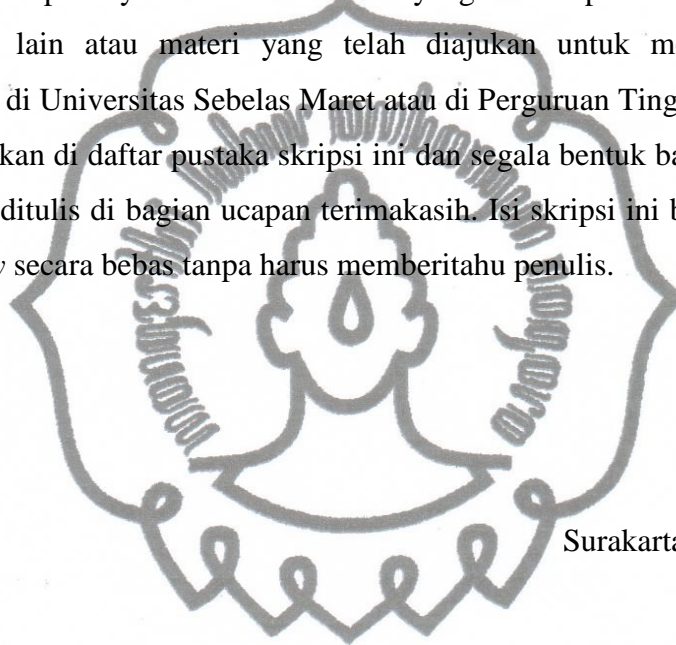 yang
lain atau materi yang telah diajukan untuk m
di Universitas Sebelas Maret atau di Perguruan Ting
kan di daftar pustaka skripsi ini dan segala bentuk ba
ditulis di bagian ucapan terimakasih. Isi skripsi ini b
secara bebas tanpa harus memberitahu penulis.
Surakarta